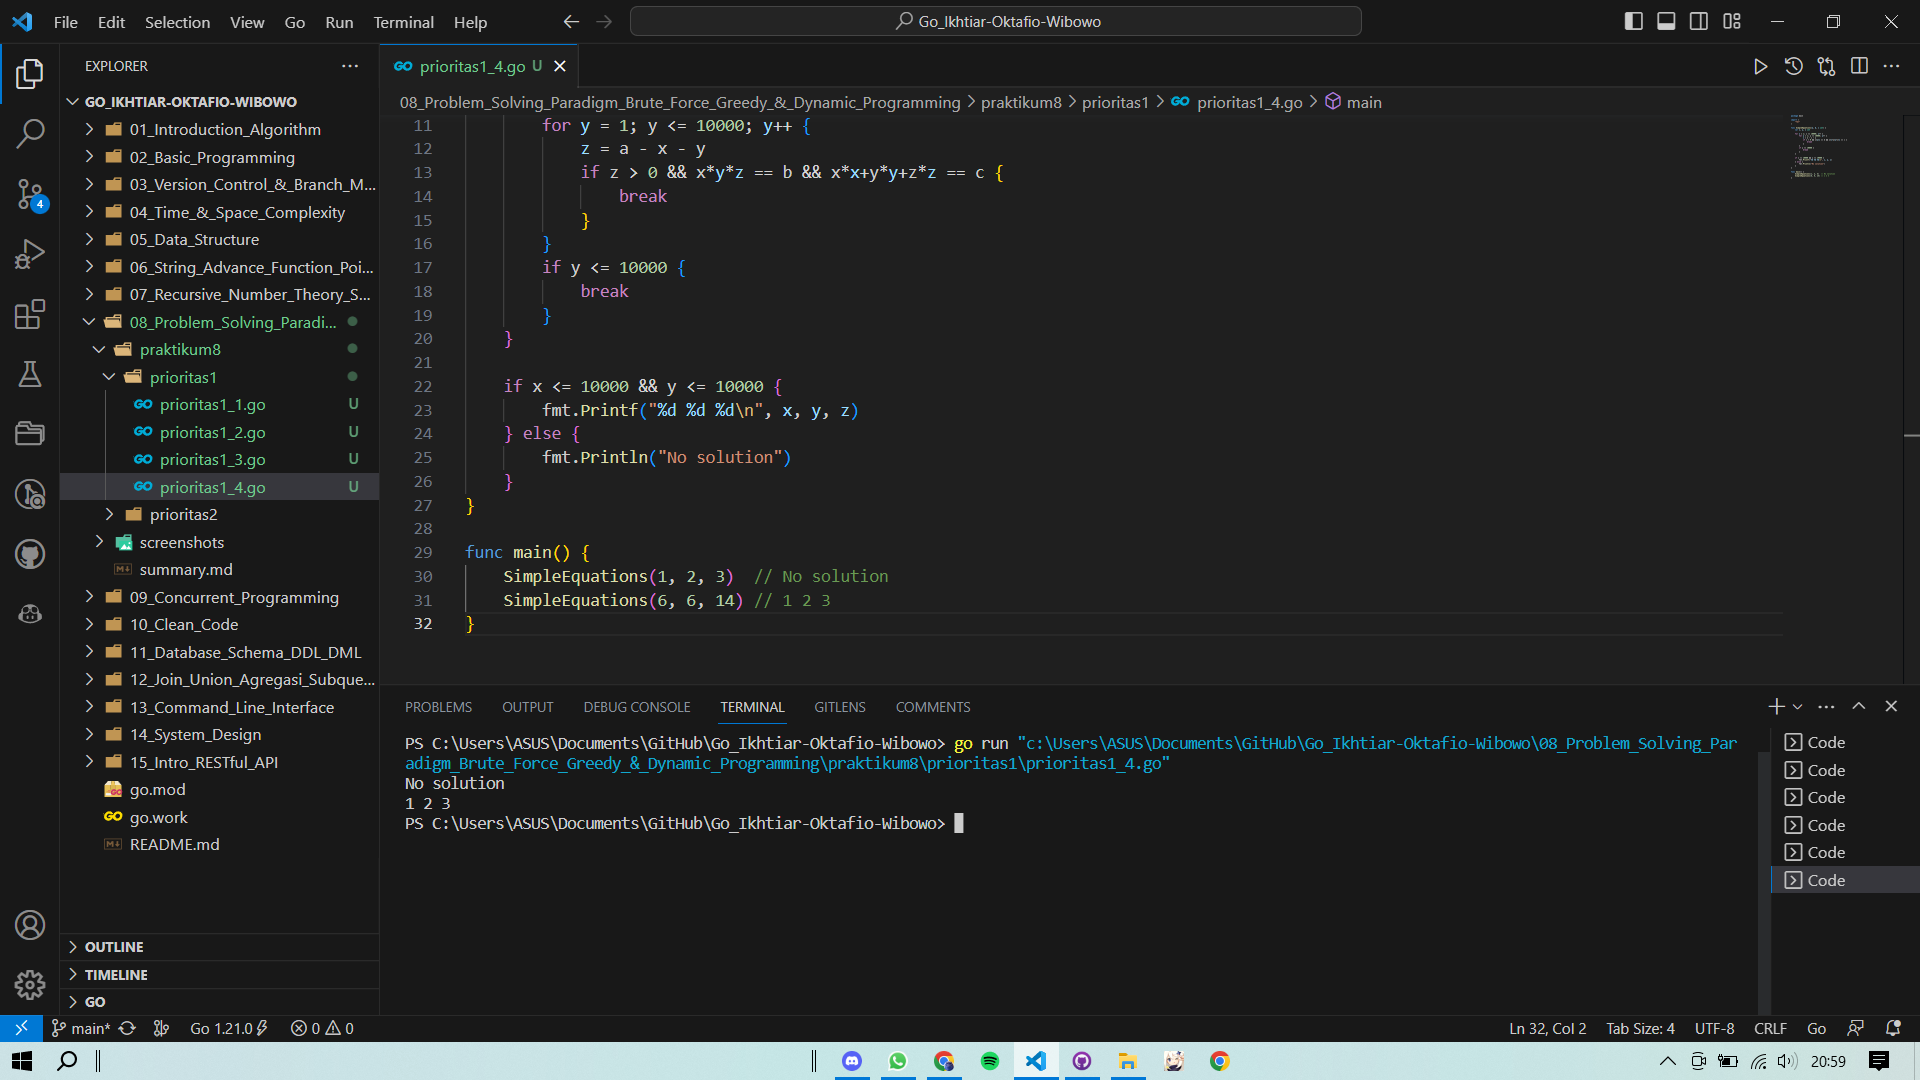 File Edit Selection View Go Run Terminal Help
Go_Ikhtiar-Oktafio-Wibowo
EXPLORER
GO_IKHTIAR-OKTAFIO-WIBOWO
01_Introduction_Algorithm
02_Basic_Programming
03_Version_Control_&_Branch_M...
04_Time_&_Space_Complexity
05_Data_Structure
06_String_Advance_Function_Poi...
07_Recursive_Number_Theory_S...
08_Problem_Solving_Paradi...
praktikum8
prioritas1
prioritas1_1.go U
prioritas1_2.go U
prioritas1_3.go U
prioritas1_4.go U
prioritas2
screenshots
summary.md
09_Concurrent_Programming
10_Clean_Code
11_Database_Schema_DDL_DML
12_Join_Union_Agregasi_Subque...
13_Command_Line_Interface
14_System_Design
15_Intro_RESTful_API
go.mod
go.work
README.md
OUTLINE
TIMELINE
GO
4
prioritas1_4.go U
08_Problem_Solving_Paradigm_Brute_Force_Greedy_&_Dynamic_Programming > praktikum8 > prioritas1 > prioritas1_4.go > main
11 for y = 1; y <= 10000; y++ {
12 z = a - x - y
13 if z > 0 && x*y*z == b && x*x+y*y+z*z == c {
14 break
15 }
16 }
17 if y <= 10000 {
18 break
19 }
20 }
21
22 if x <= 10000 && y <= 10000 {
23 fmt.Printf("%d %d %d\n", x, y, z)
24 } else {
25 fmt.Println("No solution")
26 }
27 }
28
29 func main() {
30 SimpleEquations(1, 2, 3) // No solution
31 SimpleEquations(6, 6, 14) // 1 2 3
32 }
PROBLEMS OUTPUT DEBUG CONSOLE TERMINAL GITLENS COMMENTS
PS C:\Users\ASUS\Documents\GitHub\Go_Ikhtiar-Oktafio-Wibowo> go run "c:\Users\ASUS\Documents\GitHub\Go_Ikhtiar-Oktafio-Wibowo\08_Problem_Solving_Par
adigm_Brute_Force_Greedy_&_Dynamic_Programming\praktikum8\prioritas1\prioritas1_4.go"
No solution
1 2 3
PS C:\Users\ASUS\Documents\GitHub\Go_Ikhtiar-Oktafio-Wibowo>
Code
Code
Code
Code
Code
Code
main* Go 1.21.0 0 0 Ln 32, Col 2 Tab Size: 4 UTF-8 CRLF Go
20:59